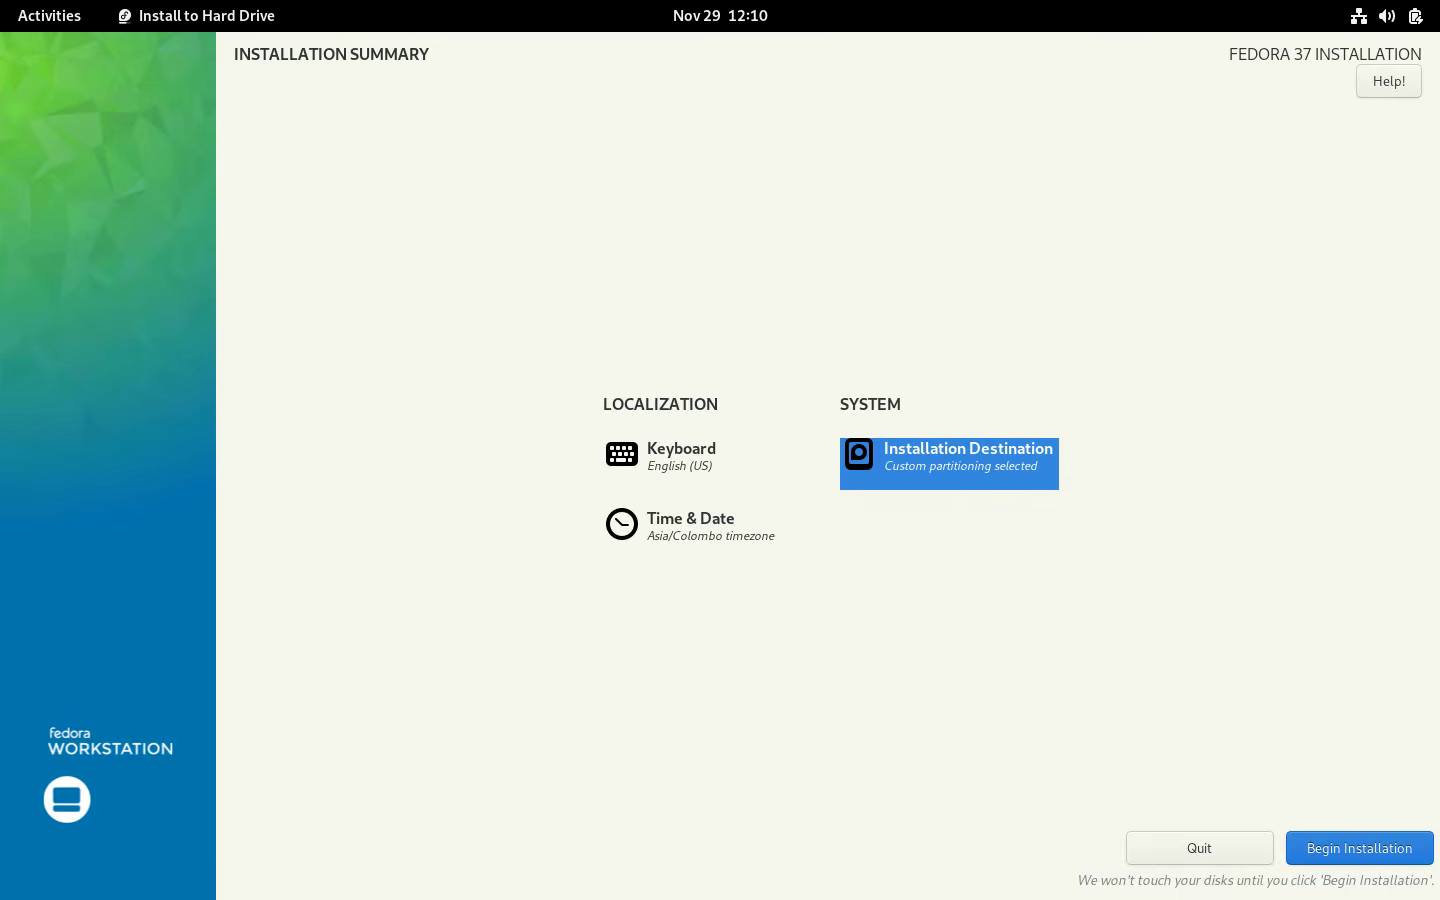 Activities
Install to Hard Drive
Nov 29 12:10
INSTALLATION SUMMARY
FEDORA 37 INSTALLATION
Help!
LOCALIZATION
Keyboard
English (US)
Time & Date
Asia/Colombo timezone
SYSTEM
Installation Destination
Custom partitioning selected
fedora
WORKSTATION
Quit
Begin Installation
We won't touch your disks until you click 'Begin Installation'.